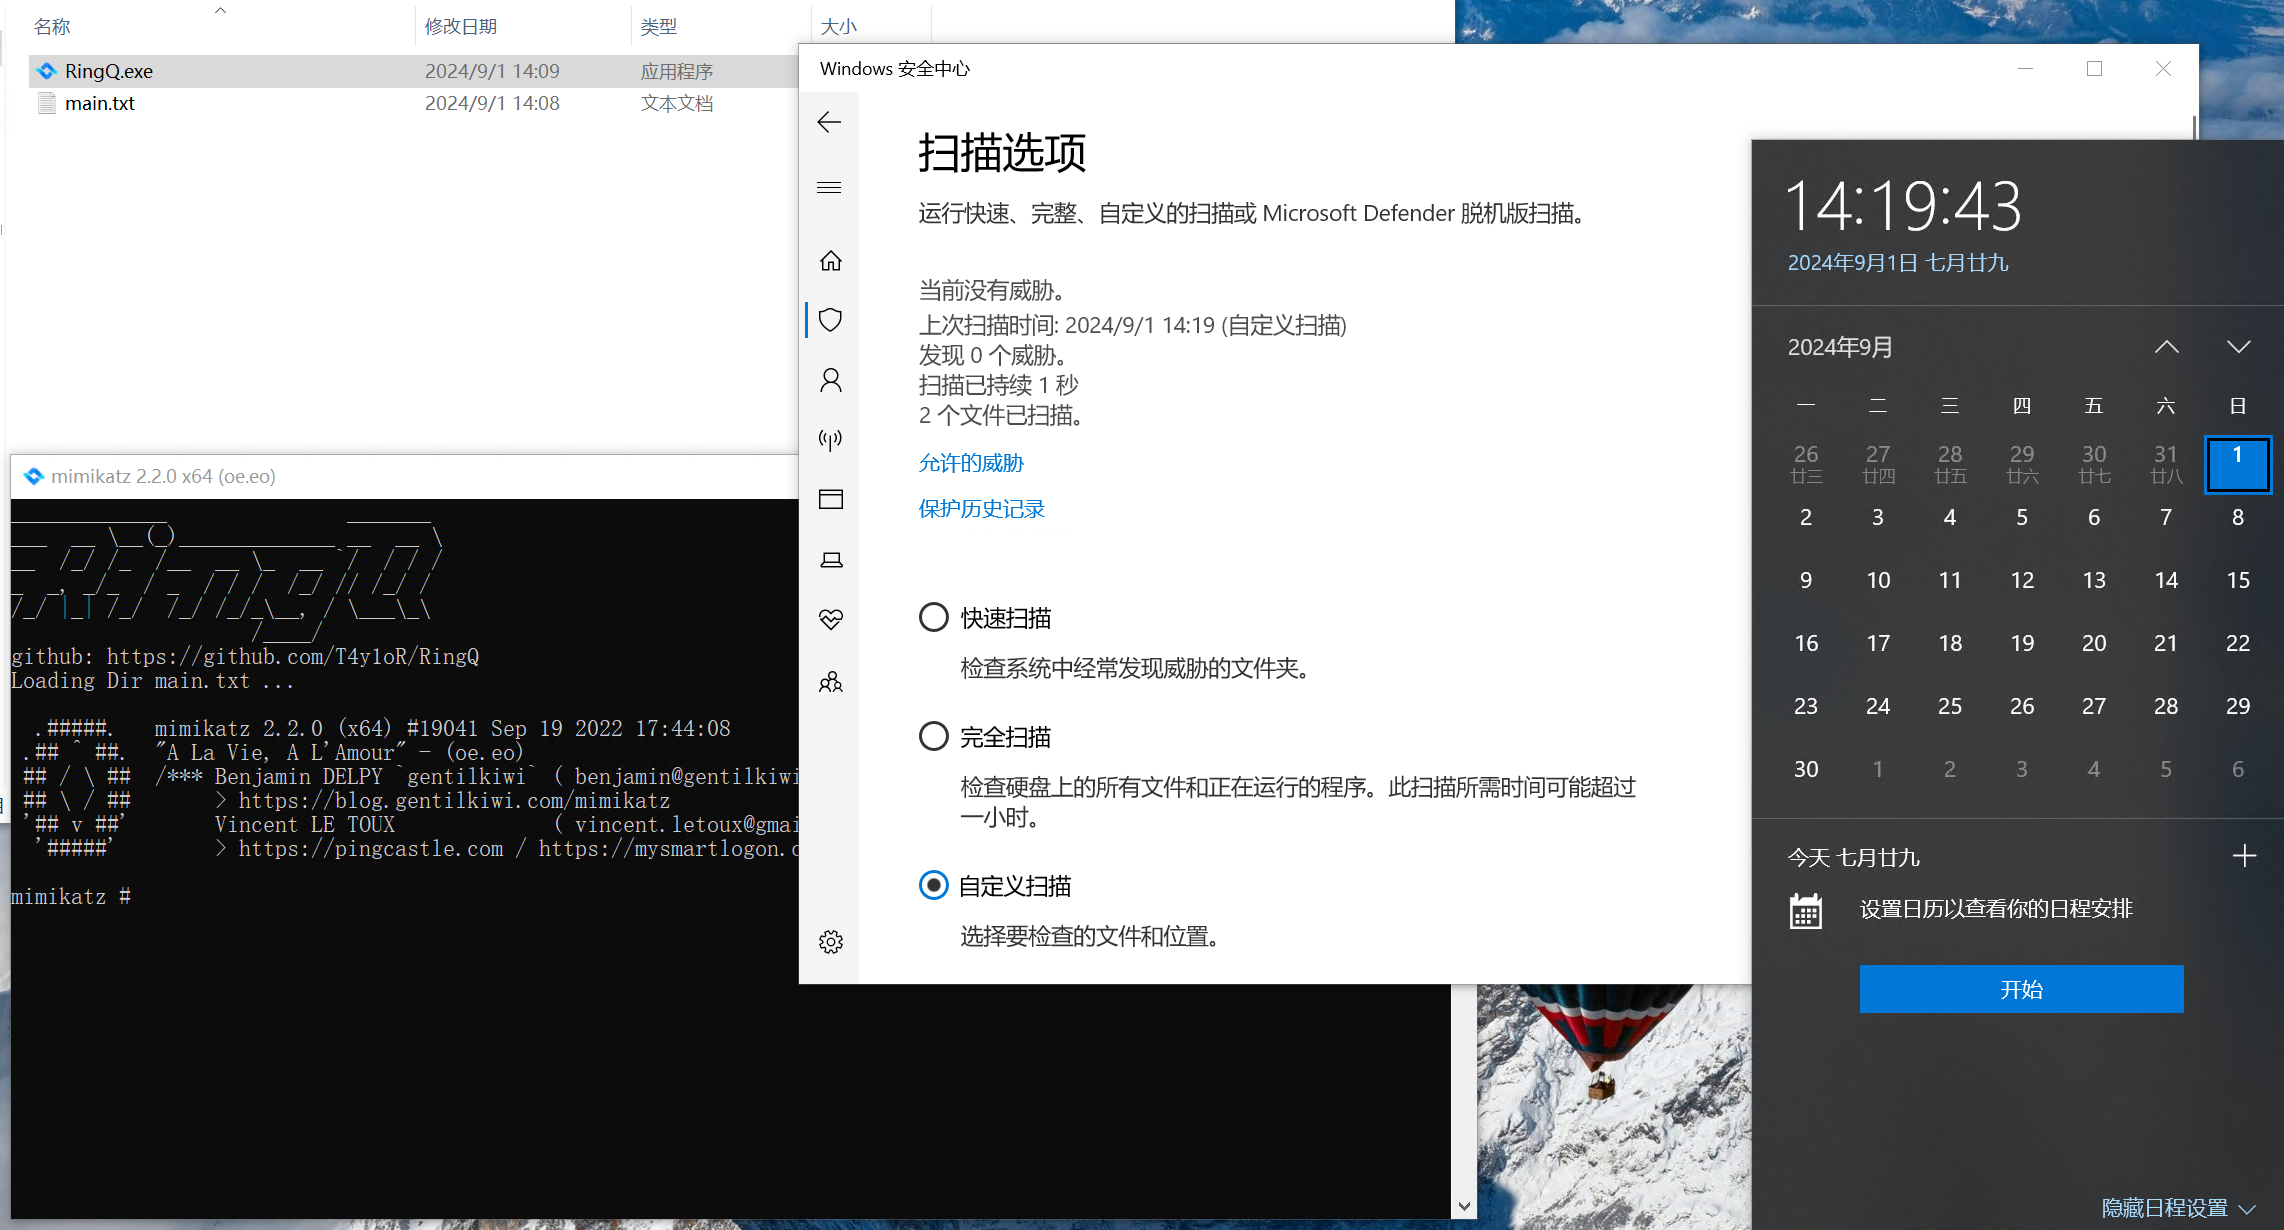 名称 修改日期 类型 大小
RingQ.exe 2024/9/1 14:09 应用程序
main.txt 2024/9/1 14:08 文本文档
mimikatz 2.2.0 x64 (oe.eo)
github: https://github.com/T4y1oR/RingQ
Loading Dir main.txt ...
.#####. mimikatz 2.2.0 (x64) #19041 Sep 19 2022 17:44:08
.## ^ ##. "A La Vie, A L'Amour" - (oe.eo)
## / \ ## /*** Benjamin DELPY `gentilkiwi` ( benjamin@gentilkiwi
## \ / ## > https://blog.gentilkiwi.com/mimikatz
'## v ##' Vincent LE TOUX ( vincent.letoux@gmai
'#####' > https://pingcastle.com / https://mysmartlogon.c
mimikatz #
Windows 安全中心
扫描选项
运行快速、完整、自定义的扫描或 Microsoft Defender 脱机版扫描。
当前没有威胁。
上次扫描时间: 2024/9/1 14:19 (自定义扫描)
发现 0 个威胁。
扫描已持续 1 秒
2 个文件已扫描。
允许的威胁
保护历史记录
快速扫描
检查系统中经常发现威胁的文件夹。
完全扫描
检查硬盘上的所有文件和正在运行的程序。此扫描所需时间可能超过
一小时。
自定义扫描
选择要检查的文件和位置。
14:19:43
2024年9月1日 七月廿九
2024年9月
一 二 三 四 五 六 日
26 27 28 29 30 31 1
廿三 廿四 廿五 廿六 廿七 廿八
2 3 4 5 6 7 8
9 10 11 12 13 14 15
16 17 18 19 20 21 22
23 24 25 26 27 28 29
30 1 2 3 4 5 6
今天 七月廿九
设置日历以查看你的日程安排
开始
隐藏日程设置